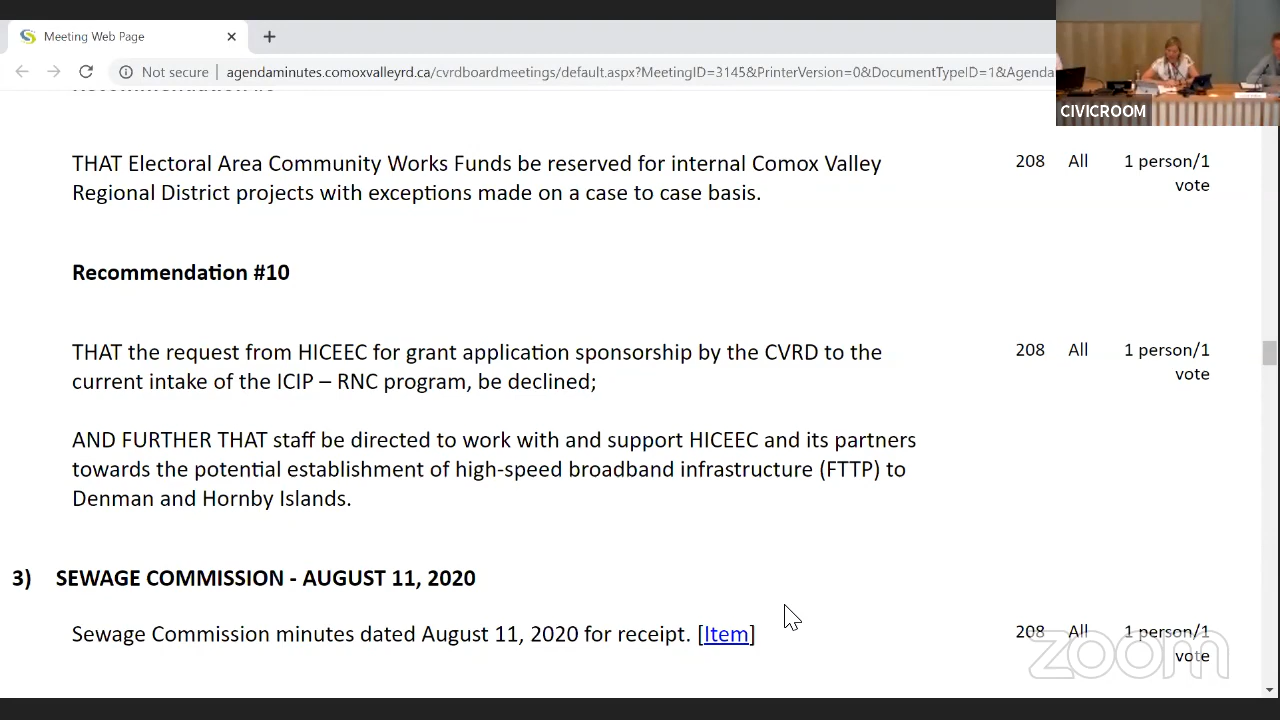 Meeting Web Page
Not secure
agendaminutes.comoxvalleyrd.ca/cvrdboardmeetings/default.aspx?MeetingID=3145&PrinterVersion=0&DocumentTypeID=1&Agenda
CIVICROOM
THAT Electoral Area Community Works Funds be reserved for internal Comox Valley 208 All 1 person/1
Regional District projects with exceptions made on a case to case basis. vote
Recommendation #10
THAT the request from HICEEC for grant application sponsorship by the CVRD to the 208 All 1 person/1
current intake of the ICIP – RNC program, be declined; vote
AND FURTHER THAT staff be directed to work with and support HICEEC and its partners
towards the potential establishment of high-speed broadband infrastructure (FTTP) to
Denman and Hornby Islands.
3) SEWAGE COMMISSION - AUGUST 11, 2020
Sewage Commission minutes dated August 11, 2020 for receipt. [Item] 208 All 1 person/1
vote
zoom